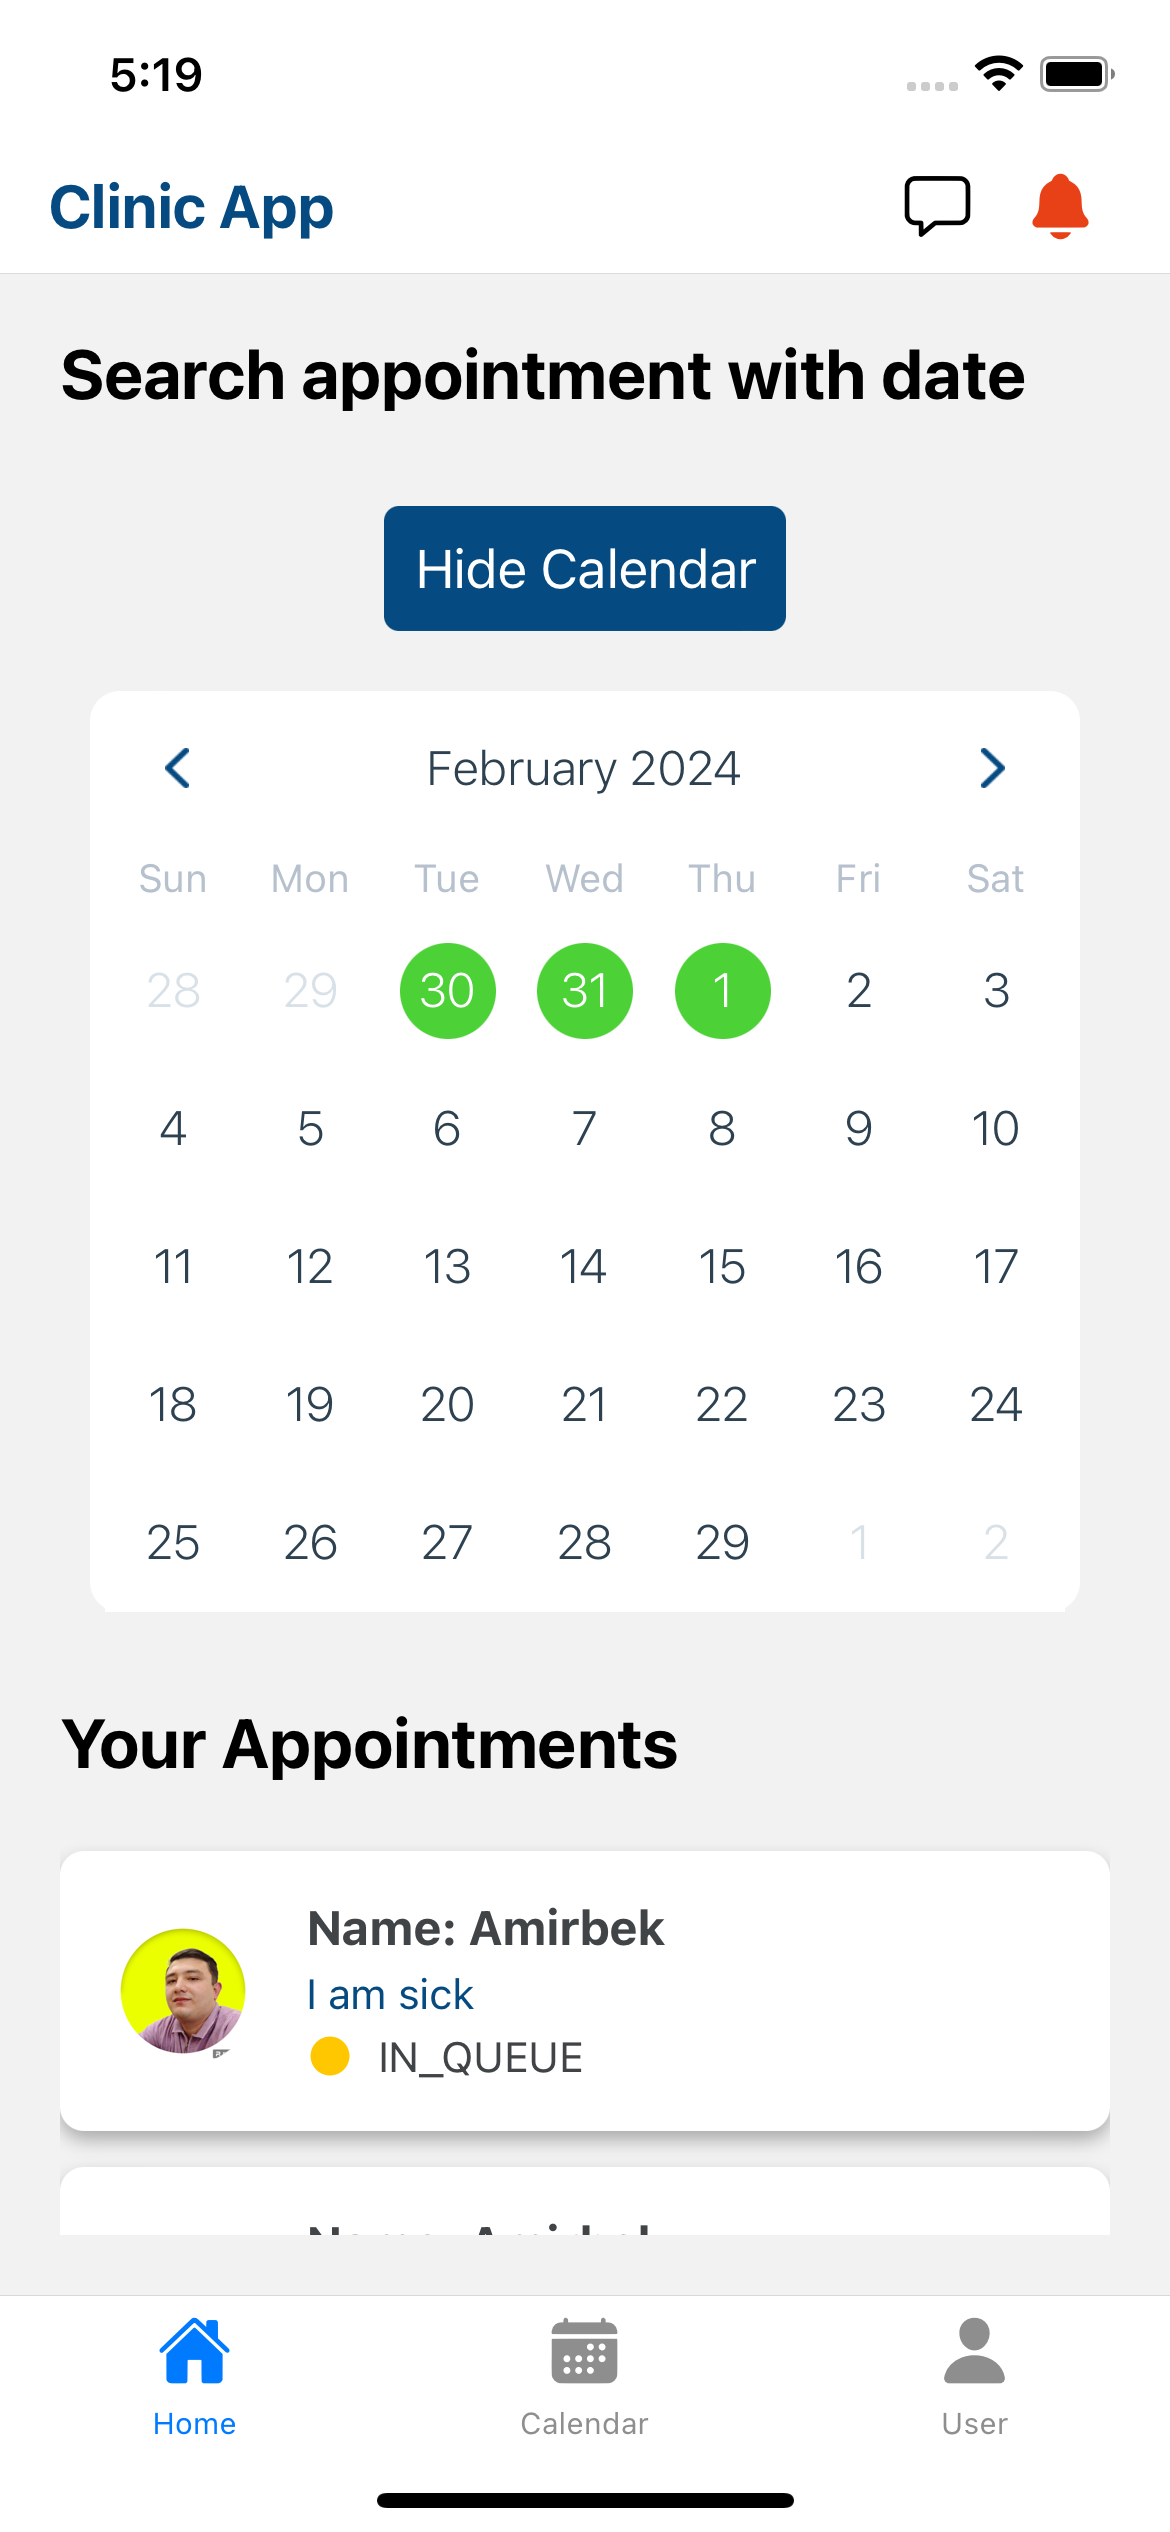 5:19
Clinic App
Search appointment with date
Hide Calendar
February 2024
Sun Mon Tue Wed Thu Fri Sat
28 29 30 31 1 2 3
4 5 6 7 8 9 10
11 12 13 14 15 16 17
18 19 20 21 22 23 24
25 26 27 28 29 1 2
Your Appointments
Name: Amirbek
I am sick
IN_QUEUE
Home Calendar User